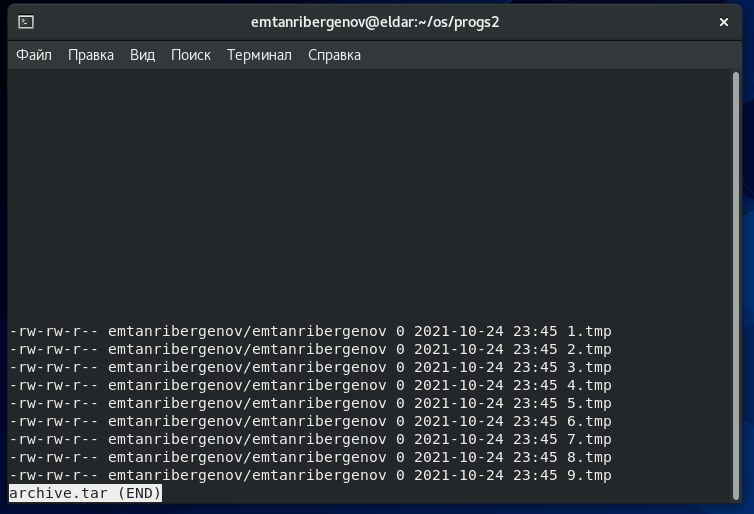 emtanribergenov@eldar:~/os/progs2
Файл Правка Вид Поиск Терминал Справка
-rw-rw-r-- emtanribergenov/emtanribergenov 0 2021-10-24 23:45 1.tmp
-rw-rw-r-- emtanribergenov/emtanribergenov 0 2021-10-24 23:45 2.tmp
-rw-rw-r-- emtanribergenov/emtanribergenov 0 2021-10-24 23:45 3.tmp
-rw-rw-r-- emtanribergenov/emtanribergenov 0 2021-10-24 23:45 4.tmp
-rw-rw-r-- emtanribergenov/emtanribergenov 0 2021-10-24 23:45 5.tmp
-rw-rw-r-- emtanribergenov/emtanribergenov 0 2021-10-24 23:45 6.tmp
-rw-rw-r-- emtanribergenov/emtanribergenov 0 2021-10-24 23:45 7.tmp
-rw-rw-r-- emtanribergenov/emtanribergenov 0 2021-10-24 23:45 8.tmp
-rw-rw-r-- emtanribergenov/emtanribergenov 0 2021-10-24 23:45 9.tmp
archive.tar (END)